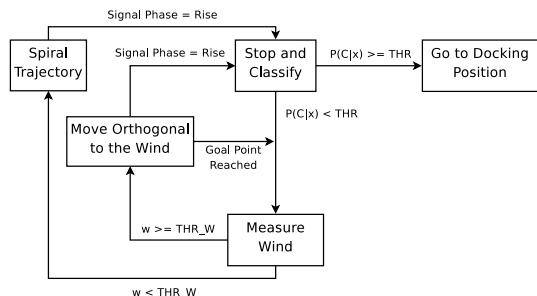 Signal Phase = Rise
Spiral
Trajectory
Signal Phase = Rise
Stop and
Classify
P(C|x) >= THR
Go to Docking
Position
P(C|x) < THR
Move Orthogonal
to the Wind
Goal Point
Reached
w >= THR_W
Measure
Wind
w < THR_W